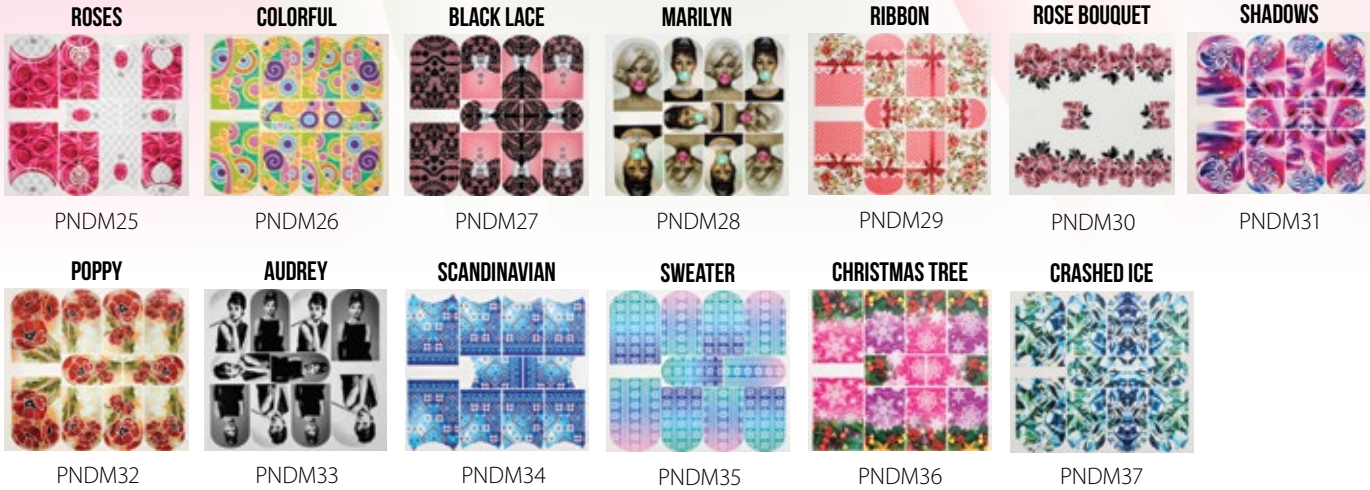 ROSES COLORFUL BLACK LACE MARILYN RIBBON ROSE BOUQUET SHADOWS
PNDM25 PNDM26 PNDM27 PNDM28 PNDM29 PNDM30 PNDM31
POPPY AUDREY SCANDINAVIAN SWEATER CHRISTMAS TREE CRASHED ICE
PNDM32 PNDM33 PNDM34 PNDM35 PNDM36 PNDM37